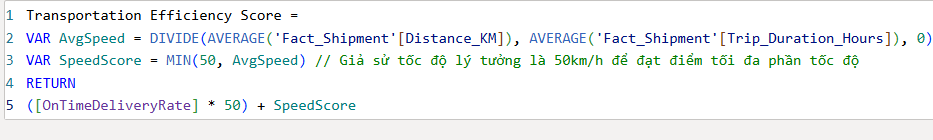 1 Transportation Efficiency Score =
2 VAR AvgSpeed = DIVIDE(AVERAGE('Fact_Shipment'[Distance_KM]), AVERAGE('Fact_Shipment'[Trip_Duration_Hours]), 0)
3 VAR SpeedScore = MIN(50, AvgSpeed) // Giả sử tốc độ lý tưởng là 50km/h để đạt điểm tối đa phần tốc độ
4 RETURN
5 ([OnTimeDeliveryRate] * 50) + SpeedScore